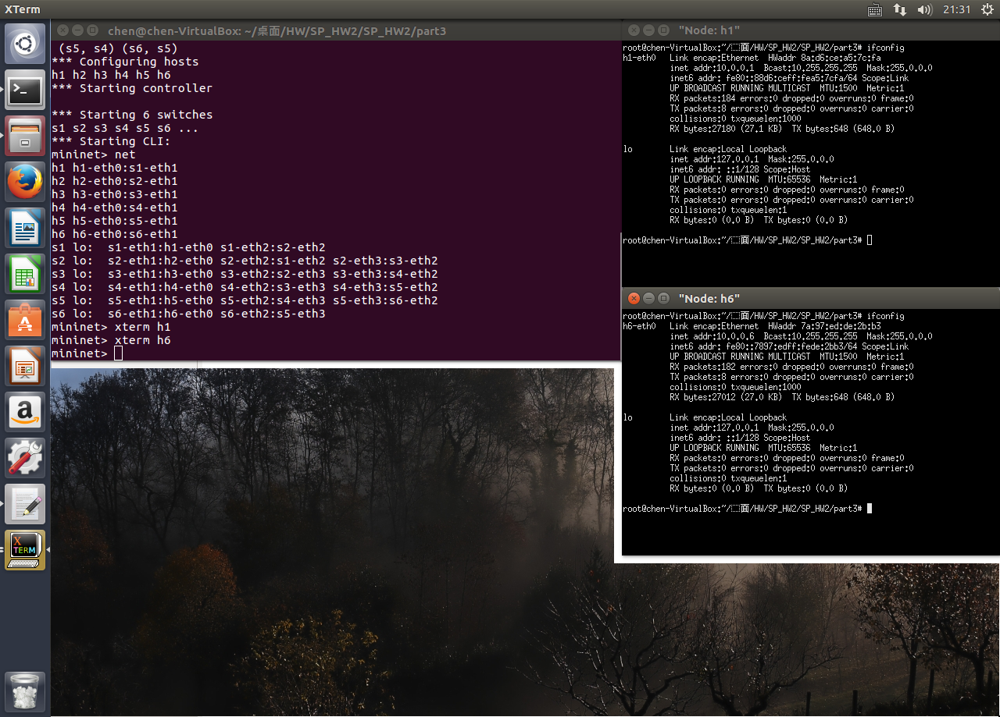 XTerm
21:31
chen@chen-VirtualBox: ~/桌面/HW/SP_HW2/SP_HW2/part3
(s5, s4) (s6, s5)
*** Configuring hosts
h1 h2 h3 h4 h5 h6
*** Starting controller
*** Starting 6 switches
s1 s2 s3 s4 s5 s6 ...
*** Starting CLI:
mininet> net
h1 h1-eth0:s1-eth1
h2 h2-eth0:s2-eth1
h3 h3-eth0:s3-eth1
h4 h4-eth0:s4-eth1
h5 h5-eth0:s5-eth1
h6 h6-eth0:s6-eth1
s1 lo:  s1-eth1:h1-eth0 s1-eth2:s2-eth2
s2 lo:  s2-eth1:h2-eth0 s2-eth2:s1-eth2 s2-eth3:s3-eth2
s3 lo:  s3-eth1:h3-eth0 s3-eth2:s2-eth3 s3-eth3:s4-eth2
s4 lo:  s4-eth1:h4-eth0 s4-eth2:s3-eth3 s4-eth3:s5-eth2
s5 lo:  s5-eth1:h5-eth0 s5-eth2:s4-eth3 s5-eth3:s6-eth2
s6 lo:  s6-eth1:h6-eth0 s6-eth2:s5-eth3
mininet> xterm h1
mininet> xterm h6
mininet>
"Node: h1"
root@chen-VirtualBox:~/⬚面/HW/SP_HW2/SP_HW2/part3# ifconfig
h1-eth0   Link encap:Ethernet  HWaddr 8a:d6:ce:a5:7c:fa
inet addr:10.0.0.1  Bcast:10.255.255.255  Mask:255.0.0.0
inet6 addr: fe80::88d6:ceff:fea5:7cfa/64 Scope:Link
UP BROADCAST RUNNING MULTICAST  MTU:1500  Metric:1
RX packets:184 errors:0 dropped:0 overruns:0 frame:0
TX packets:8 errors:0 dropped:0 overruns:0 carrier:0
collisions:0 txqueuelen:1000
RX bytes:27180 (27.1 KB)  TX bytes:648 (648.0 B)
lo        Link encap:Local Loopback
inet addr:127.0.0.1  Mask:255.0.0.0
inet6 addr: ::1/128 Scope:Host
UP LOOPBACK RUNNING  MTU:65536  Metric:1
RX packets:0 errors:0 dropped:0 overruns:0 frame:0
TX packets:0 errors:0 dropped:0 overruns:0 carrier:0
collisions:0 txqueuelen:1
RX bytes:0 (0.0 B)  TX bytes:0 (0.0 B)
root@chen-VirtualBox:~/⬚面/HW/SP_HW2/SP_HW2/part3#
"Node: h6"
root@chen-VirtualBox:~/⬚面/HW/SP_HW2/SP_HW2/part3# ifconfig
h6-eth0   Link encap:Ethernet  HWaddr 7a:97:ed:de:2b:b3
inet addr:10.0.0.6  Bcast:10.255.255.255  Mask:255.0.0.0
inet6 addr: fe80::7897:edff:fede:2bb3/64 Scope:Link
UP BROADCAST RUNNING MULTICAST  MTU:1500  Metric:1
RX packets:182 errors:0 dropped:0 overruns:0 frame:0
TX packets:8 errors:0 dropped:0 overruns:0 carrier:0
collisions:0 txqueuelen:1000
RX bytes:27012 (27.0 KB)  TX bytes:648 (648.0 B)
lo        Link encap:Local Loopback
inet addr:127.0.0.1  Mask:255.0.0.0
inet6 addr: ::1/128 Scope:Host
UP LOOPBACK RUNNING  MTU:65536  Metric:1
RX packets:0 errors:0 dropped:0 overruns:0 frame:0
TX packets:0 errors:0 dropped:0 overruns:0 carrier:0
collisions:0 txqueuelen:1
RX bytes:0 (0.0 B)  TX bytes:0 (0.0 B)
root@chen-VirtualBox:~/⬚面/HW/SP_HW2/SP_HW2/part3#
X
TERM